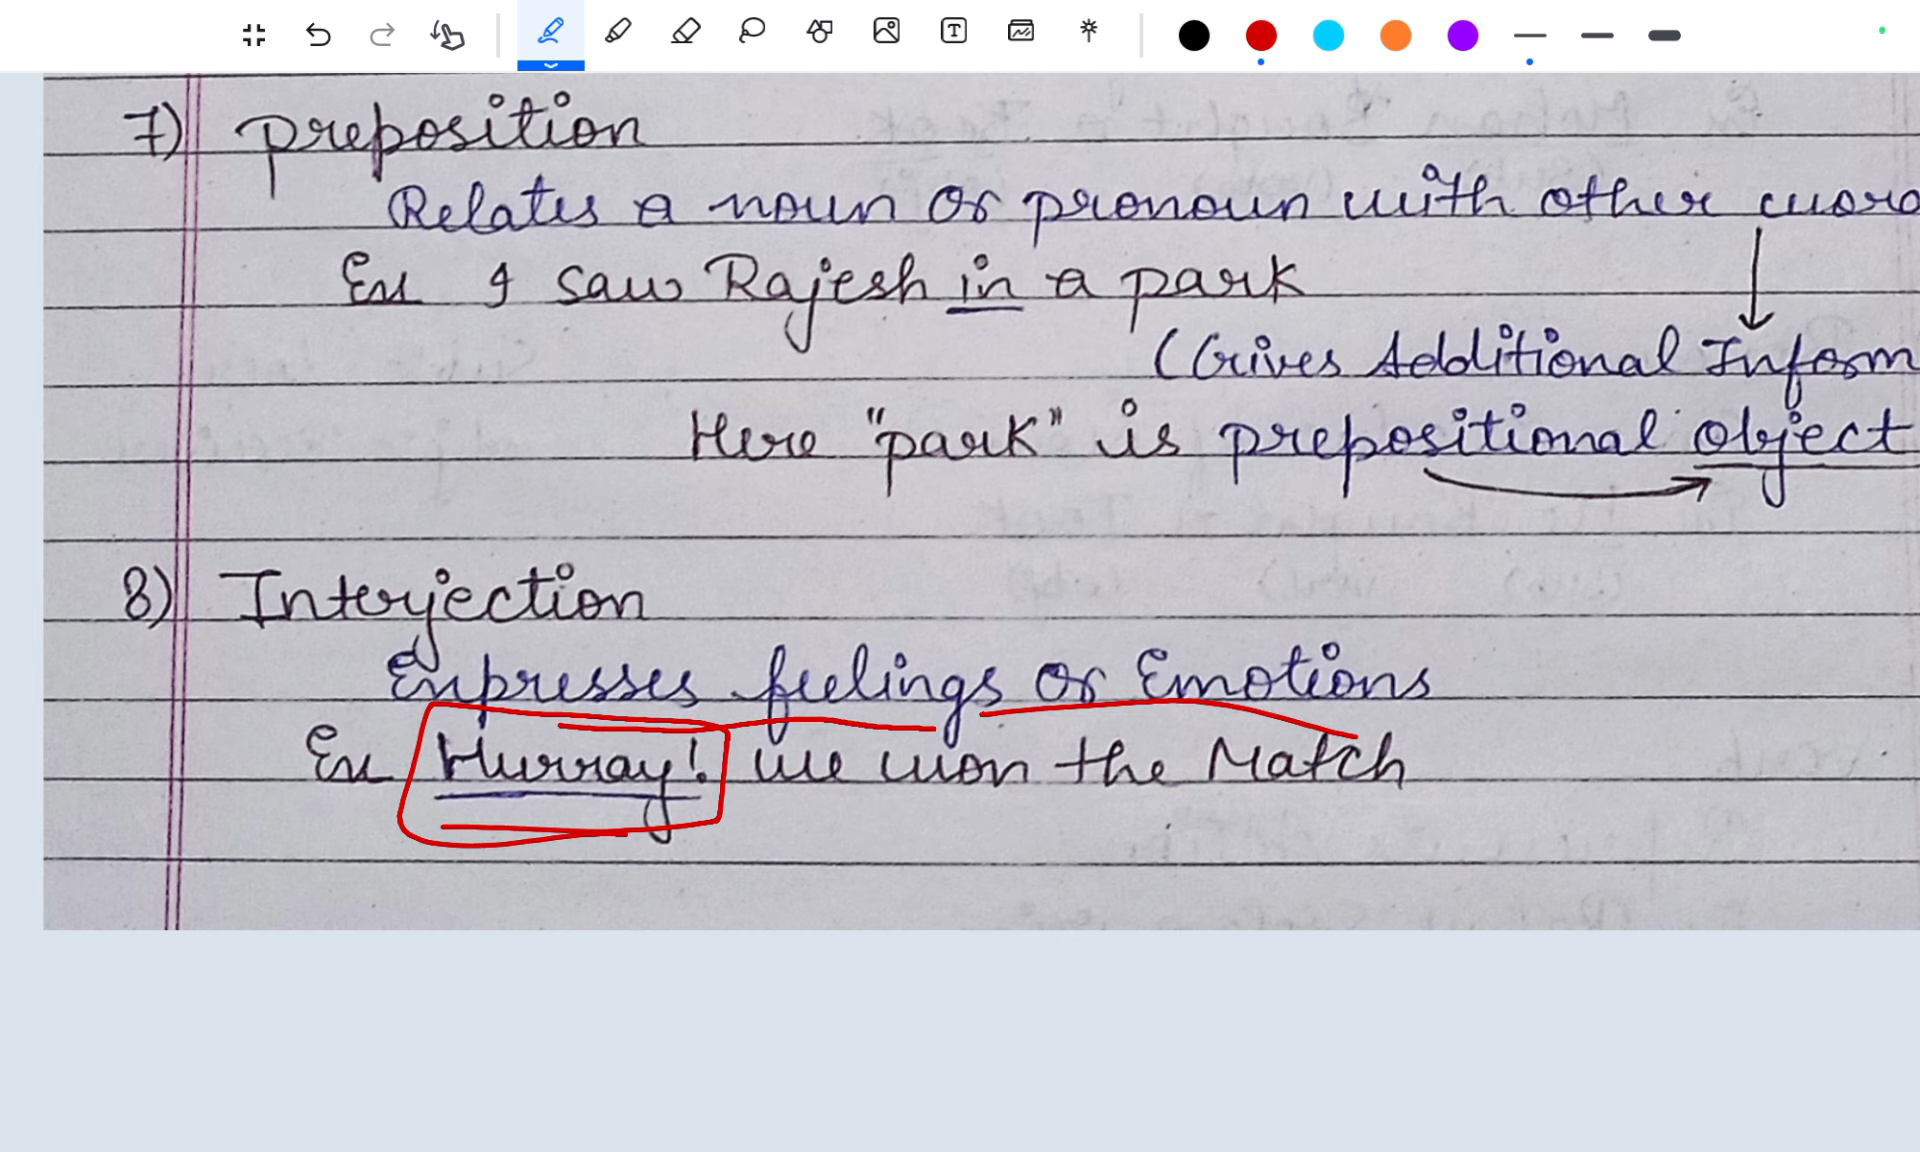 7) preposition
Relates a noun or pronoun with other
Ex I saw Rajesh in a park
(Gives Additional Inform
Here "park" is prepositional object
8) Interjection
Expresses feelings or Emotions
Ex Hurray! we won the Match